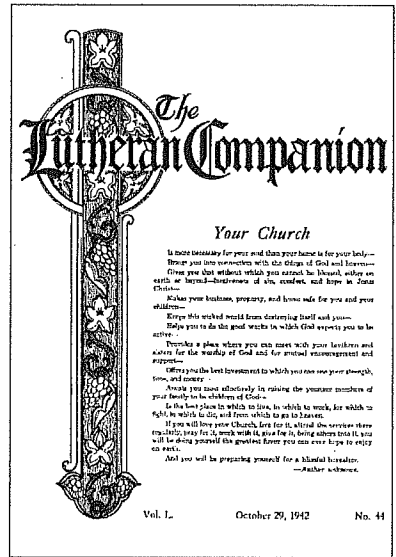 The
Lutheran Companion
Your Church
Is more necessary for your soul than your home is for your body—
Brings you into connection with the things of God and heaven—
Gives you that without which you cannot be blessed, either on
earth or beyond—forgiveness of sin, comfort, and hope in Jesus
Christ—
Makes your business, property, and home safe for you and your
children—
Keeps this wicked world from destroying itself and you—
Helps you to do the good works in which God expects you to be
active—
Provides a place where you can meet with your brethren and
sisters for the worship of God and for mutual encouragement and
support—
Offers you the best investment to which you can use your strength,
time, and money—
Assists you most effectively in raising the younger members of
your family to be children of God—
Is the best place in which to live, in which to work, for which to
fight, in which to die, and from which to go to heaven.
If you will love your Church, live for it, attend the services there
regularly, pray for it, work with it, give for it, bring others into it, you
will be doing yourself the greatest favor you can ever hope to enjoy
on earth.
And you will be preparing yourself for a blissful hereafter.
—Author unknown.
Vol. L. October 29, 1942 No. 44